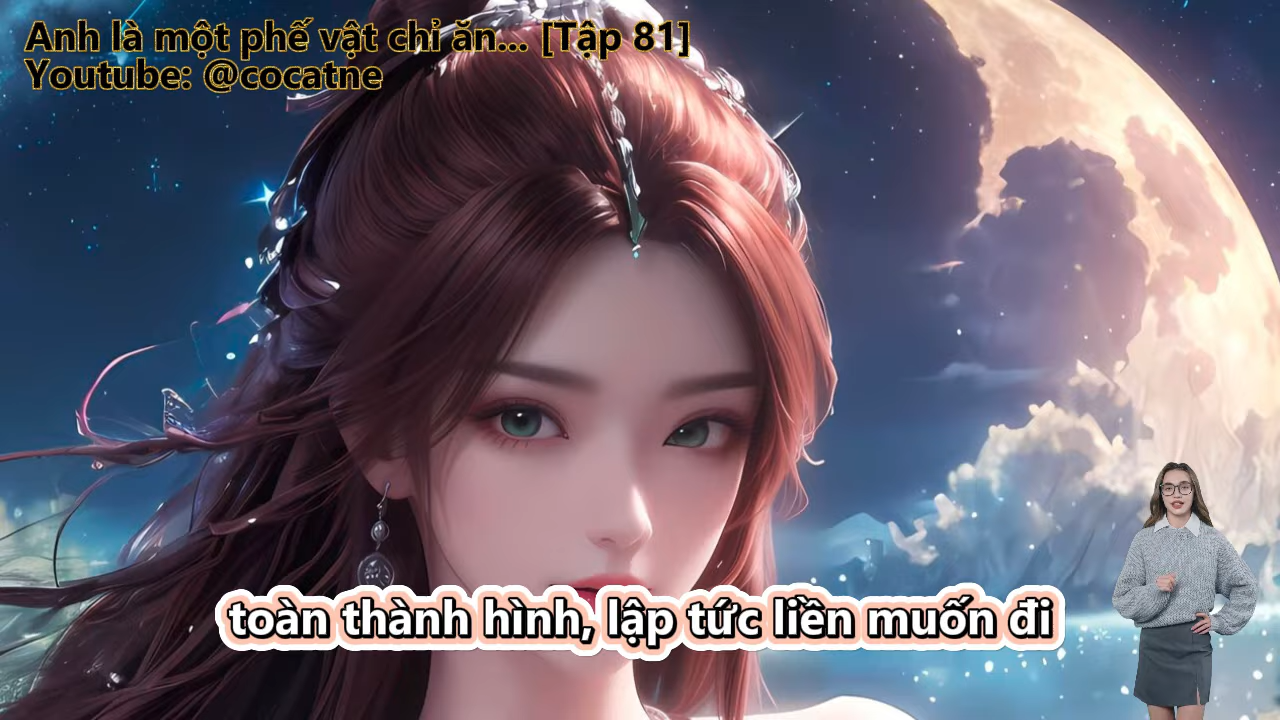 Anh là một phế vật chỉ ăn... [Tập 81]
Youtube: @cocatne
toàn thành hình, lập tức liền muốn đi